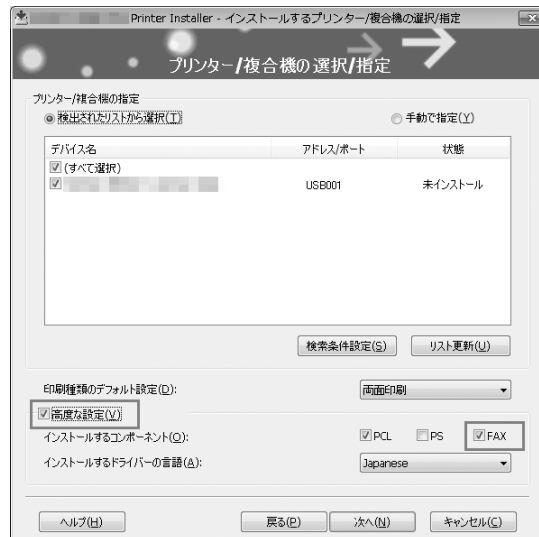 Printer Installer - インストールするプリンター/複合機の選択/指定
プリンター/複合機の選択/指定
プリンター/複合機の指定
検出されたリストから選択(T) 手動で指定(Y)
デバイス名 アドレス/ポート 状態
(すべて選択)
USB001 未インストール
検索条件設定(S) リスト更新(U)
印刷種類のデフォルト設定(D): 両面印刷
高度な設定(V)
インストールするコンポーネント(O): PCL PS FAX
インストールするドライバーの言語(A): Japanese
ヘルプ(H) 戻る(P) 次へ(N) キャンセル(C)